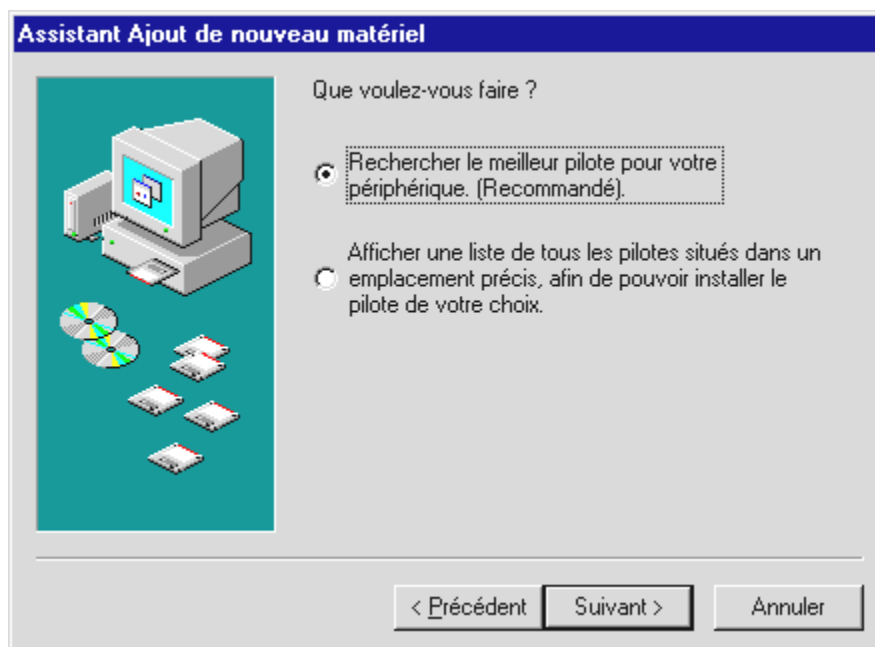 Assistant Ajout de nouveau matériel
Que voulez-vous faire ?
Rechercher le meilleur pilote pour votre
périphérique. (Recommandé).
Afficher une liste de tous les pilotes situés dans un
emplacement précis, afin de pouvoir installer le
pilote de votre choix.
< Précédent
Suivant >
Annuler